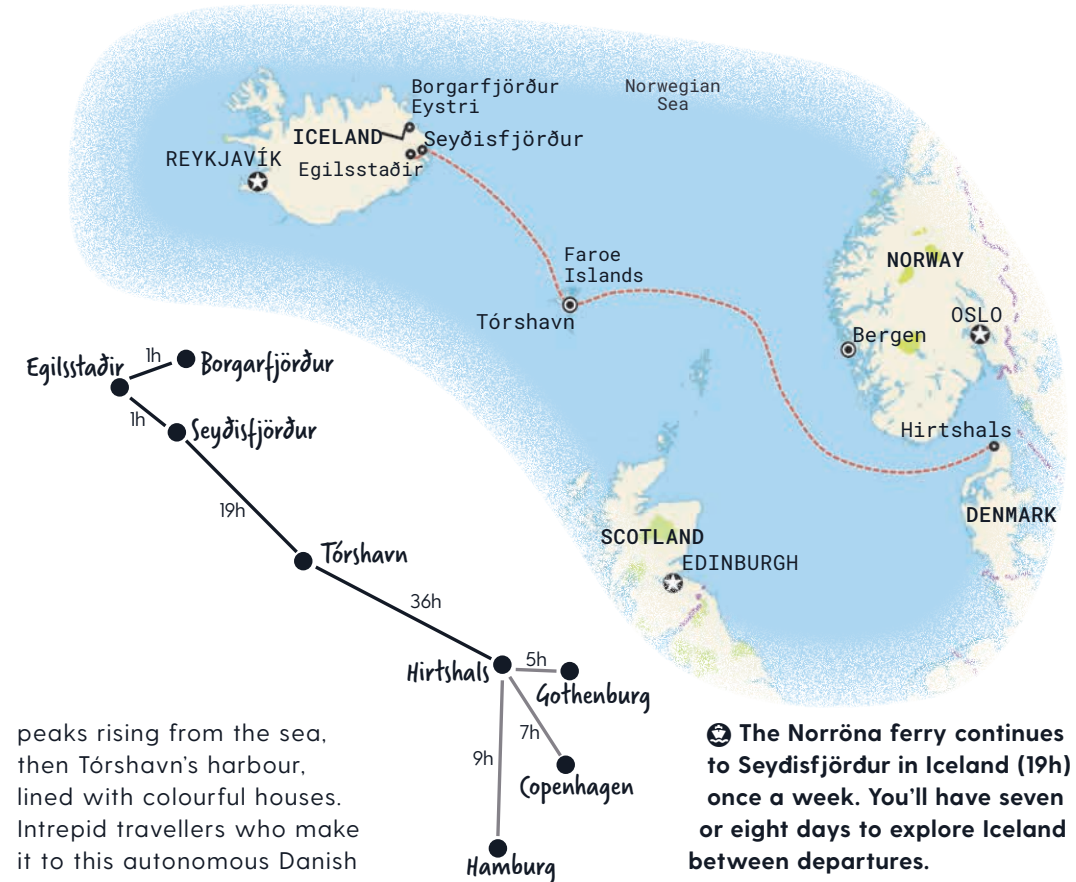 Borgarfjörður
Eystri
Norwegian
Sea
ICELAND
Seyðisfjörður
REYKJAVÍK
Egilsstaðir
Faroe
Islands
NORWAY
Tórshavn
OSLO
Bergen
Hirtshals
DENMARK
SCOTLAND
EDINBURGH
Egilsstaðir
1h
Borgarfjörður
1h
Seyðisfjörður
19h
Tórshavn
36h
Hirtshals
5h
Gothenburg
7h
9h
Copenhagen
Hamburg
peaks rising from the sea,
then Tórshavn’s harbour,
lined with colourful houses.
Intrepid travellers who make
it to this autonomous Danish
The Norröna ferry continues
to Seyðisfjörður in Iceland (19h)
once a week. You’ll have seven
or eight days to explore Iceland
between departures.